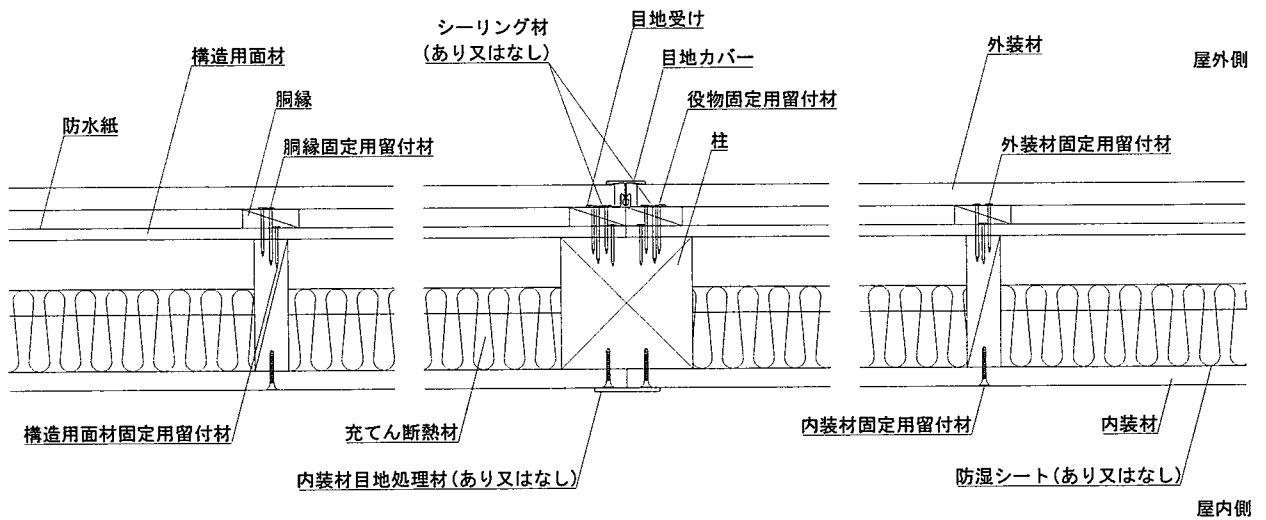 シーリング材
(あり又はなし)
目地受け
目地カバー
外装材
屋外側
構造用面材
胴縁
防水紙
胴縁固定用留付材
役物固定用留付材
柱
外装材固定用留付材
構造用面材固定用留付材
充てん断熱材
内装材目地処理材(あり又はなし)
内装材固定用留付材
内装材
防湿シート(あり又はなし)
屋内側